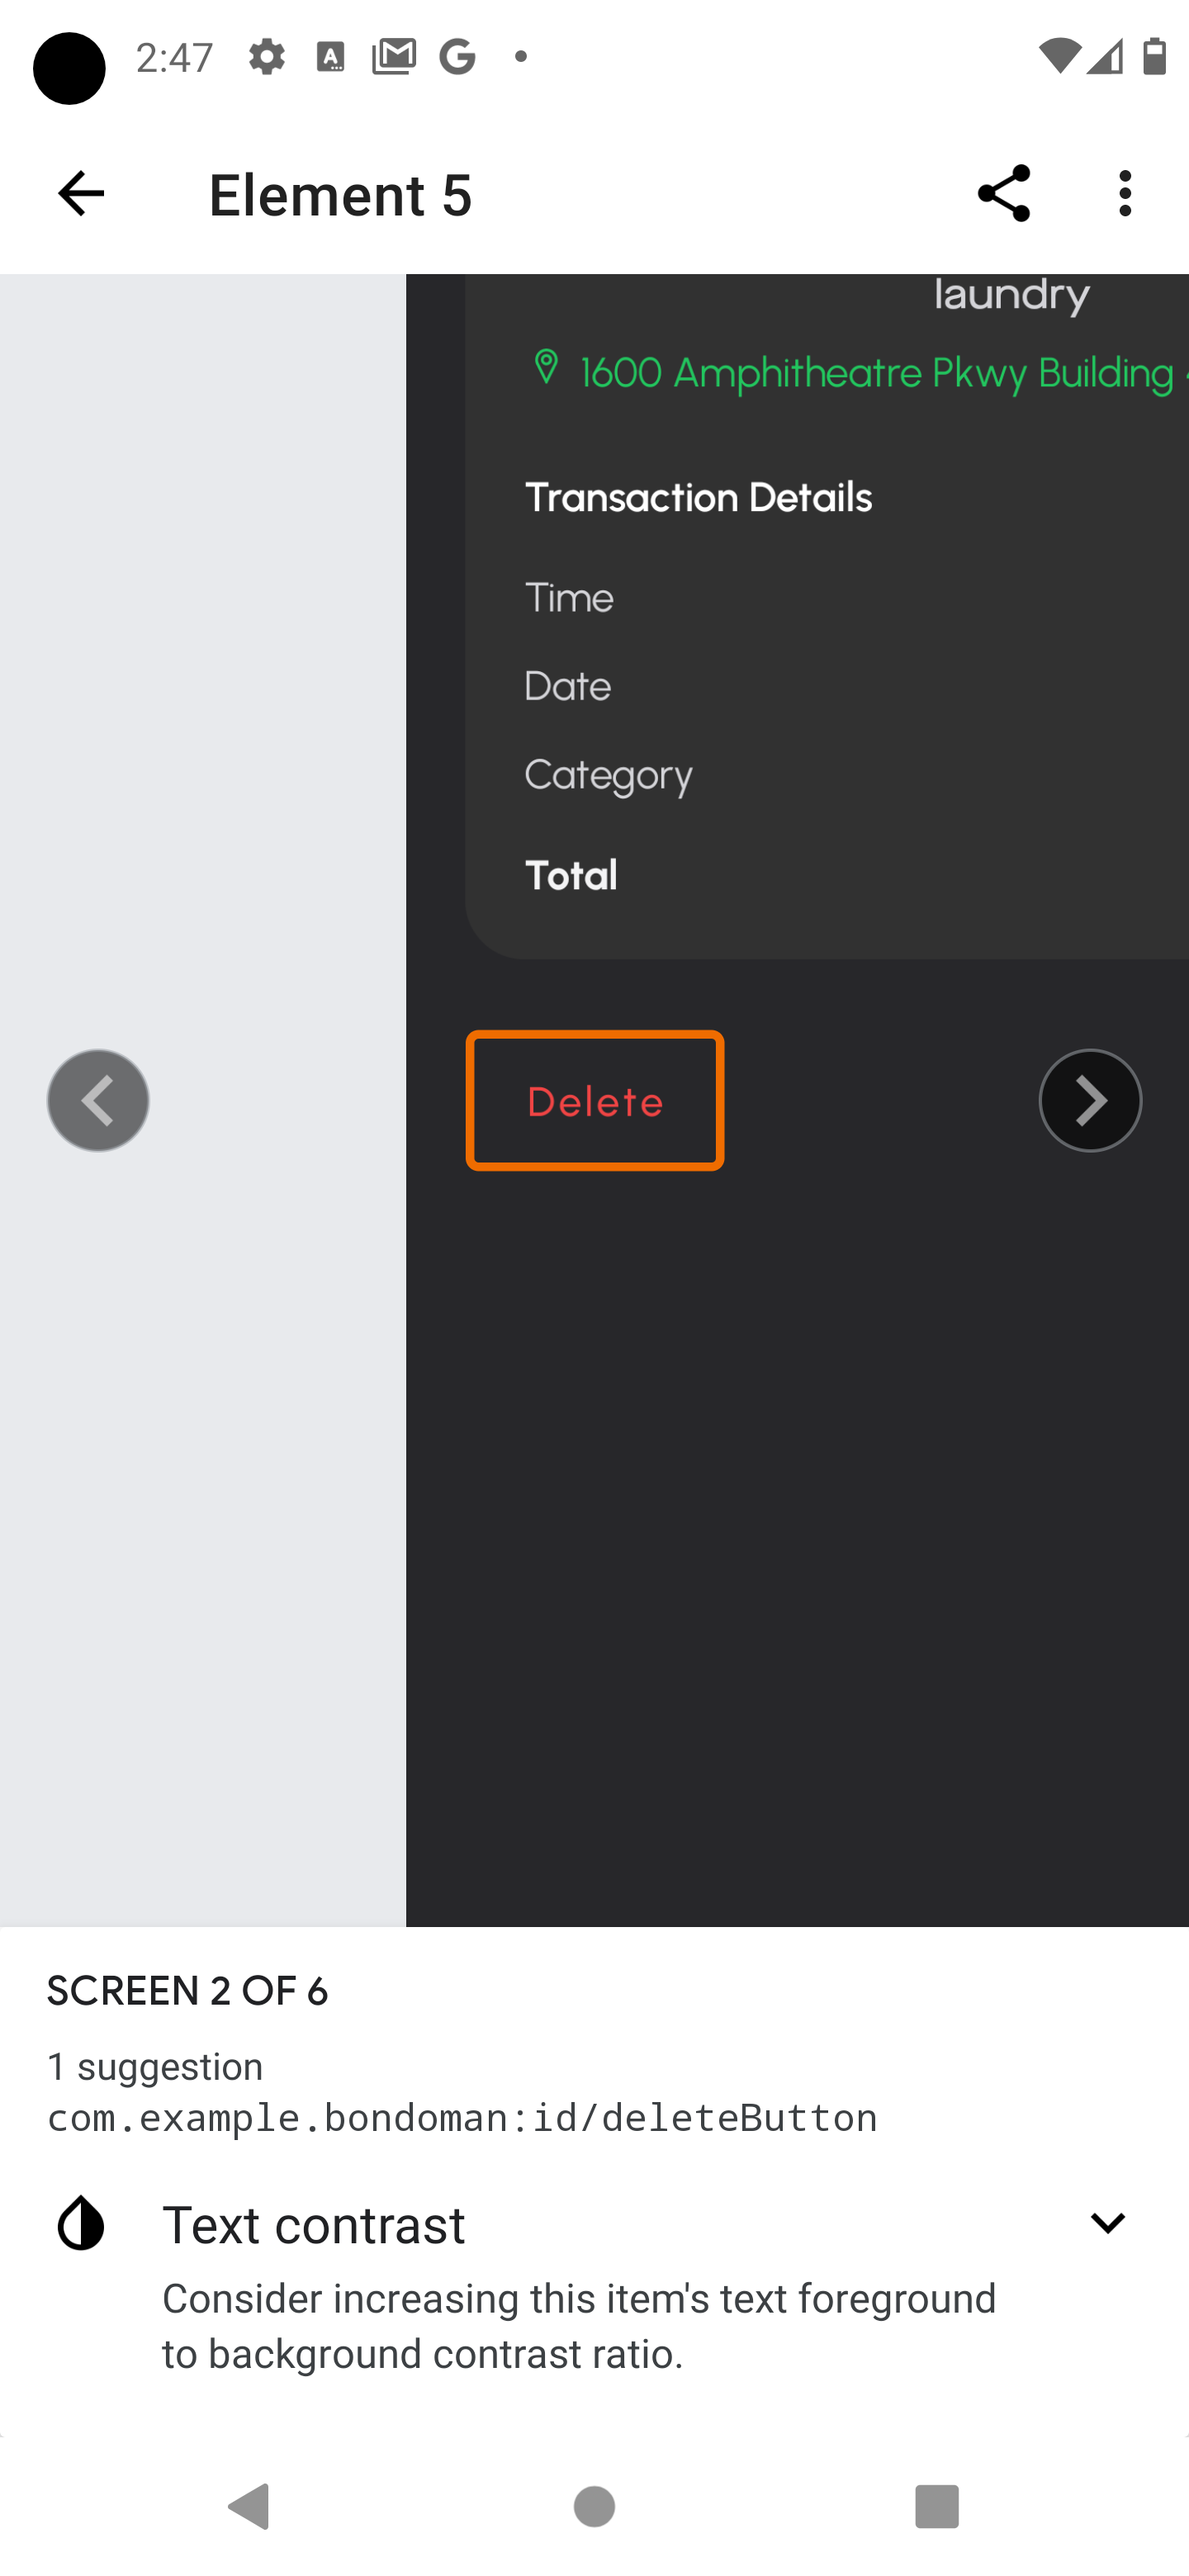 2:47
Element 5
laundry
1600 Amphitheatre Pkwy Building
Transaction Details
Time
Date
Category
Total
Delete
SCREEN 2 OF 6
1 suggestion
com.example.bondoman:id/deleteButton
Text contrast
Consider increasing this item's text foreground
to background contrast ratio.